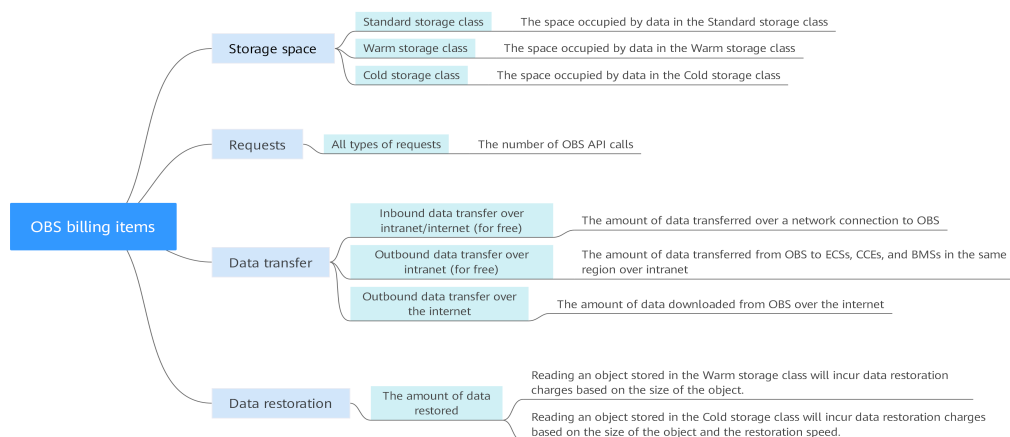 Standard storage class
The space occupied by data in the Standard storage class
Storage space
Warm storage class
The space occupied by data in the Warm storage class
Cold storage class
The space occupied by data in the Cold storage class
Requests
All types of requests
The number of OBS API calls
OBS billing items
Inbound data transfer over
intranet/internet (for free)
The amount of data transferred over a network connection to OBS
Data transfer
Outbound data transfer over
intranet (for free)
The amount of data transferred from OBS to ECSs, CCEs, and BMSs in the same
region over intranet
Outbound data transfer over
the internet
The amount of data downloaded from OBS over the internet
Data restoration
The amount of data
restored
Reading an object stored in the Warm storage class will incur data restoration
charges based on the size of the object.
Reading an object stored in the Cold storage class will incur data restoration charges
based on the size of the object and the restoration speed.